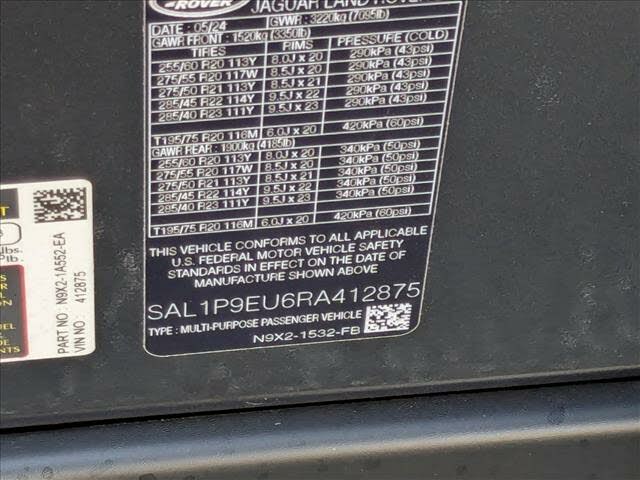 ROVER
JAGUAR LAND ROVER
DATE : 05/24 GVWR : 3220kg (7095lb)
GAWR FRONT : 1520kg (3350lb)
TIRES RIMS PRESSURE (COLD)
255/60 R20 113Y 8.0J x 20 290kPa (43psi)
275/55 R20 117W 8.5J x 20 290kPa (43psi)
275/50 R21 113Y 8.5J x 21 290kPa (43psi)
285/45 R22 114Y 9.5J x 22 290kPa (43psi)
285/40 R23 111Y 9.5J x 23 290kPa (43psi)
T195/75 R20 116M 6.0J x 20 420kPa (60psi)
GAWR REAR : 1900kg (4185lb)
255/60 R20 113Y 8.0J x 20 340kPa (50psi)
275/55 R20 117W 8.5J x 20 340kPa (50psi)
275/50 R21 113Y 8.5J x 21 340kPa (50psi)
285/45 R22 114Y 9.5J x 22 340kPa (50psi)
285/40 R23 111Y 9.5J x 23 340kPa (50psi)
T195/75 R20 116M 6.0J x 20 420kPa (60psi)
THIS VEHICLE CONFORMS TO ALL APPLICABLE
U.S. FEDERAL MOTOR VEHICLE SAFETY
STANDARDS IN EFFECT ON THE DATE OF
MANUFACTURE SHOWN ABOVE
SAL1P9EU6RA412875
TYPE : MULTI-PURPOSE PASSENGER VEHICLE
N9X2-1532-FB
PART NO : N9X2-1A552-EA
VIN NO : 412875